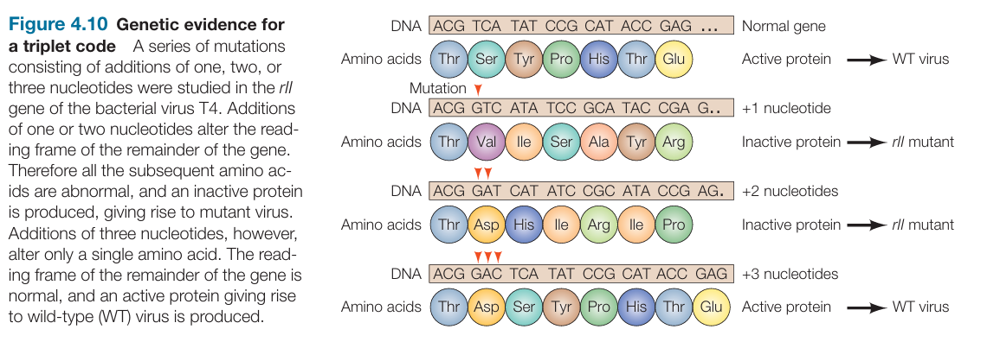 Figure 4.10 Genetic evidence for
a triplet code A series of mutations
consisting of additions of one, two, or
three nucleotides were studied in the rII
gene of the bacterial virus T4. Additions
of one or two nucleotides alter the read-
ing frame of the remainder of the gene.
Therefore all the subsequent amino ac-
ids are abnormal, and an inactive protein
is produced, giving rise to mutant virus.
Additions of three nucleotides, however,
alter only a single amino acid. The read-
ing frame of the remainder of the gene is
normal, and an active protein giving rise
to wild-type (WT) virus is produced.
DNA ACG TCA TAT CCG CAT ACC GAG ... Normal gene
Amino acids Thr Ser Tyr Pro His Thr Glu Active protein WT virus
Mutation
DNA ACG GTC ATA TCC GCA TAC CGA G.. +1 nucleotide
Amino acids Thr Val Ile Ser Ala Tyr Arg Inactive protein rII mutant
DNA ACG GAT CAT ATC CGC ATA CCG AG. +2 nucleotides
Amino acids Thr Asp His Ile Arg Ile Pro Inactive protein rII mutant
DNA ACG GAC TCA TAT CCG CAT ACC GAG +3 nucleotides
Amino acids Thr Asp Ser Tyr Pro His Thr Glu Active protein WT virus